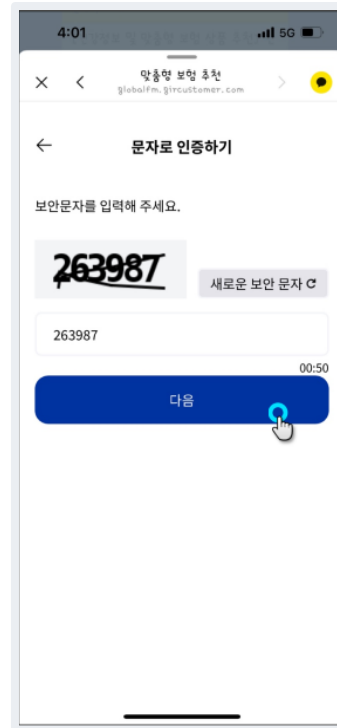 4:01
5G
맞춤형 보험 추천
globalfm.gircustomer.com
문자로 인증하기
보안문자를 입력해 주세요.
263987
새로운 보안 문자
263987
00:50
다음